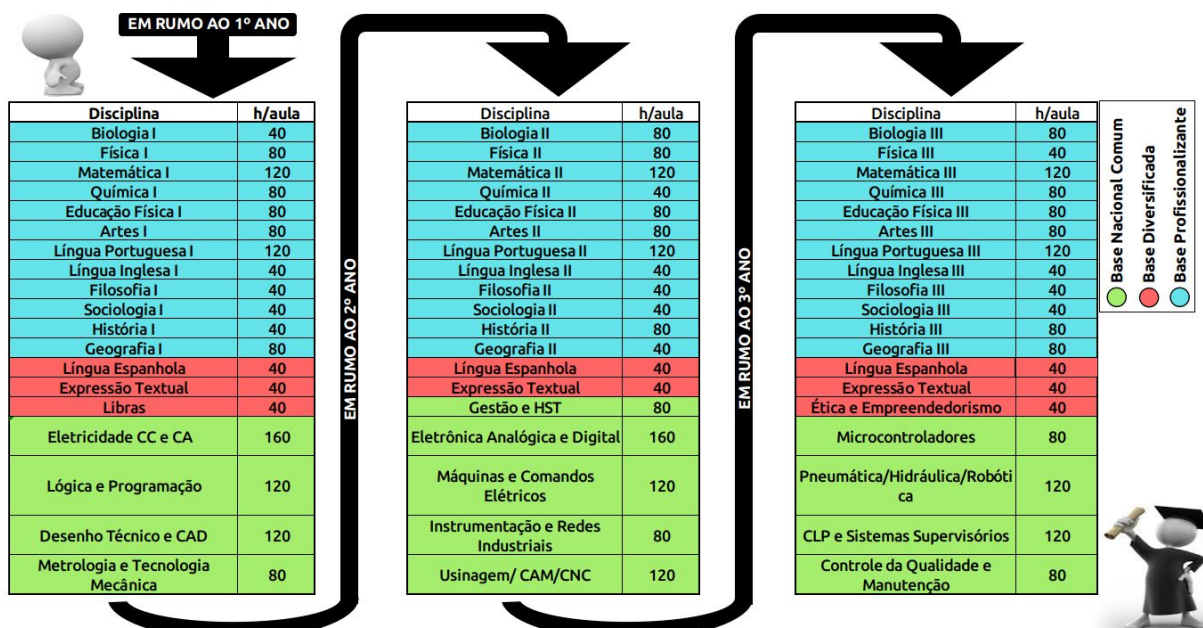 EM RUMO AO 1º ANO
Disciplina h/aula
Biologia I 40
Física I 80
Matemática I 120
Química I 80
Educação Física I 80
Artes I 80
Língua Portuguesa I 120
Língua Inglesa I 40
Filosofia I 40
Sociologia I 40
História I 40
Geografia I 80
Língua Espanhola 40
Expressão Textual 40
Libras 40
Eletricidade CC e CA 160
Lógica e Programação 120
Desenho Técnico e CAD 120
Metrologia e Tecnologia
Mecânica 80
EM RUMO AO 2º ANO
Disciplina h/aula
Biologia II 80
Física II 80
Matemática II 120
Química II 40
Educação Física II 80
Artes II 80
Língua Portuguesa II 120
Língua Inglesa II 40
Filosofia II 40
Sociologia II 40
História II 80
Geografia II 40
Língua Espanhola 40
Expressão Textual 40
Gestão e HST 80
Eletrônica Analógica e Digital 160
Máquinas e Comandos
Elétricos 120
Instrumentação e Redes
Industriais 80
Usinagem/ CAM/CNC 120
EM RUMO AO 3º ANO
Disciplina h/aula
Biologia III 80
Física III 40
Matemática III 120
Química III 80
Educação Física III 80
Artes III 80
Língua Portuguesa III 120
Língua Inglesa III 40
Filosofia III 40
Sociologia III 40
História III 80
Geografia III 80
Língua Espanhola 40
Expressão Textual 40
Ética e Empreendedorismo 40
Microcontroladores 80
Pneumática/Hidráulica/Robóti
ca 120
CLP e Sistemas Supervisórios 120
Controle da Qualidade e
Manutenção 80
Base Nacional Comum
Base Diversificada
Base Profissionalizante